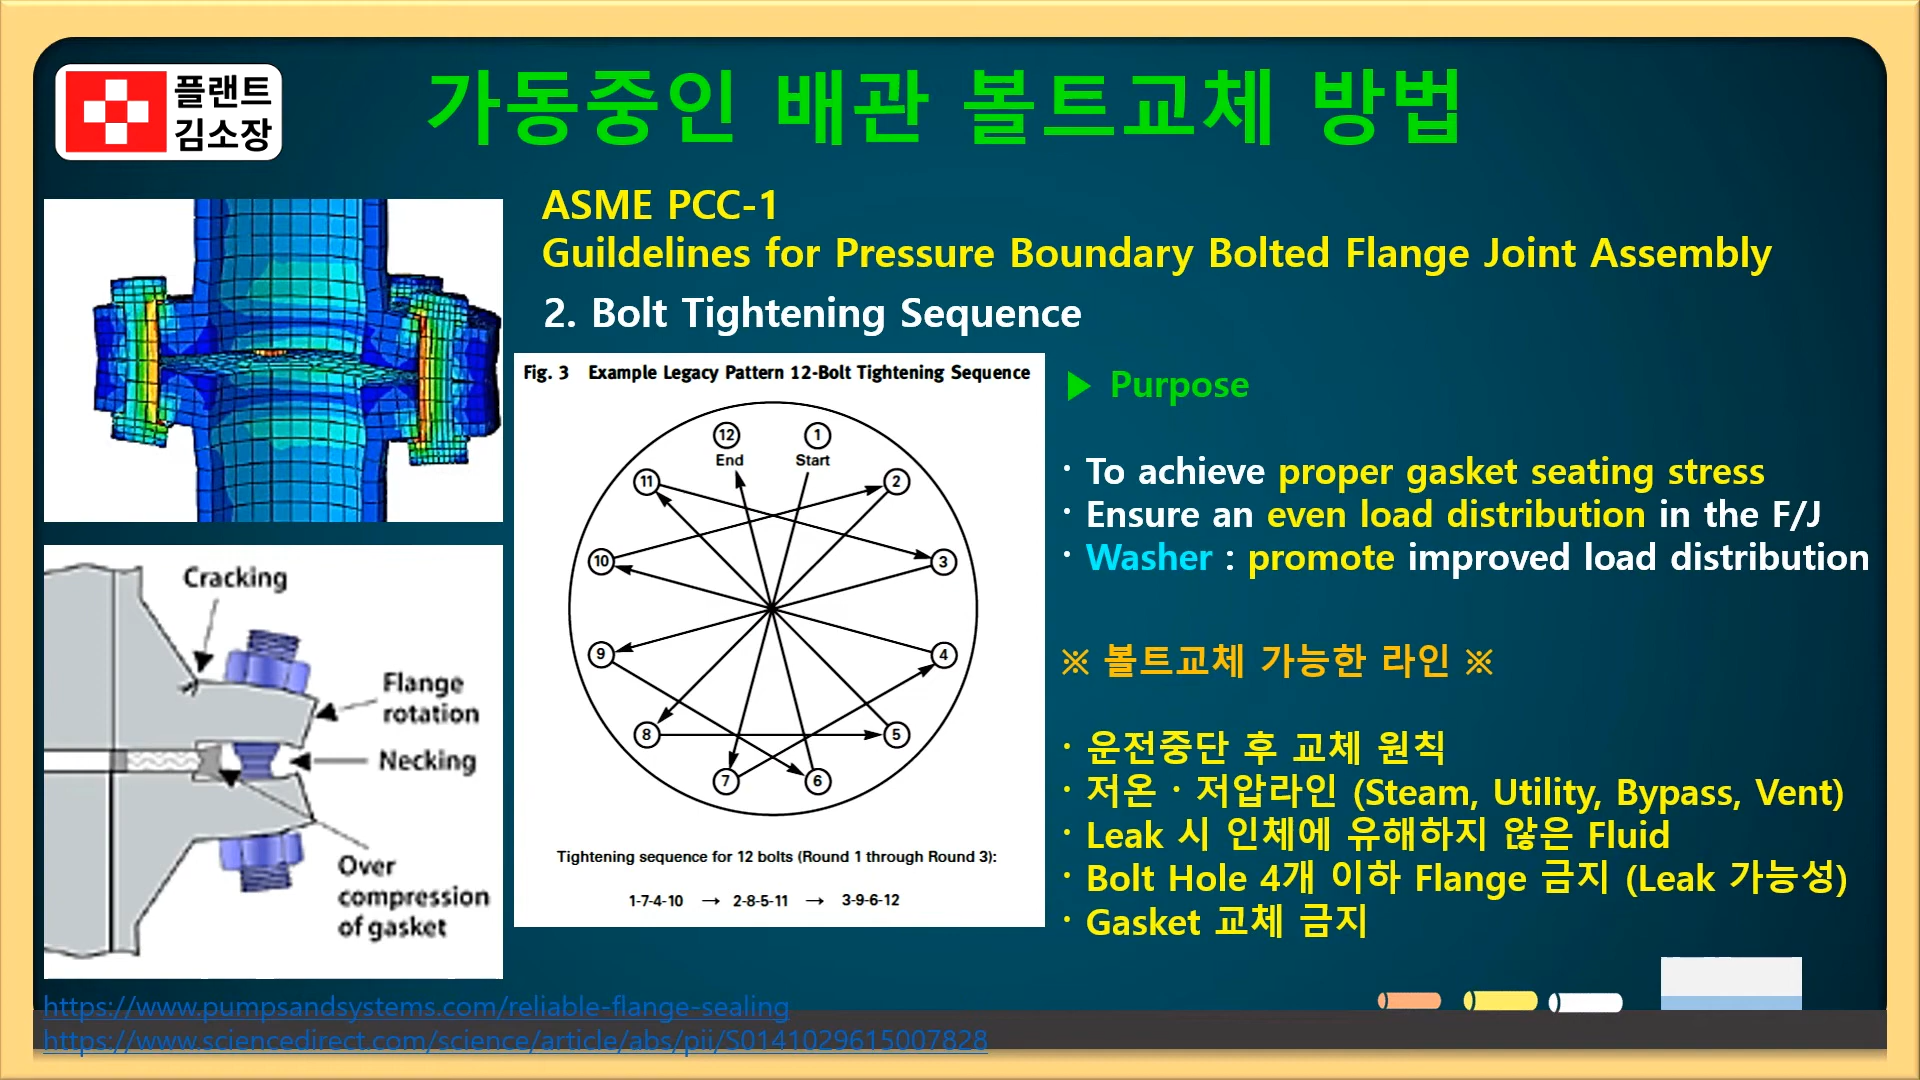 플랜트
김소장
가동중인 배관 볼트교체 방법
ASME PCC-1
Guildelines for Pressure Boundary Bolted Flange Joint Assembly
2. Bolt Tightening Sequence
Fig. 3 Example Legacy Pattern 12-Bolt Tightening Sequence
12
1
End
Start
11
2
10
3
9
4
8
5
7
6
Tightening sequence for 12 bolts (Round 1 through Round 3):
1-7-4-10 → 2-8-5-11 → 3-9-6-12
Cracking
Flange
rotation
Necking
Over
compression
of gasket
▶ Purpose
· To achieve proper gasket seating stress
· Ensure an even load distribution in the F/J
· Washer : promote improved load distribution
※ 볼트교체 가능한 라인 ※
· 운전중단 후 교체 원칙
· 저온 · 저압라인 (Steam, Utility, Bypass, Vent)
· Leak 시 인체에 유해하지 않은 Fluid
· Bolt Hole 4개 이하 Flange 금지 (Leak 가능성)
· Gasket 교체 금지
https://www.pumpsandsystems.com/reliable-flange-sealing
https://www.sciencedirect.com/science/article/abs/pii/S0141029615007828